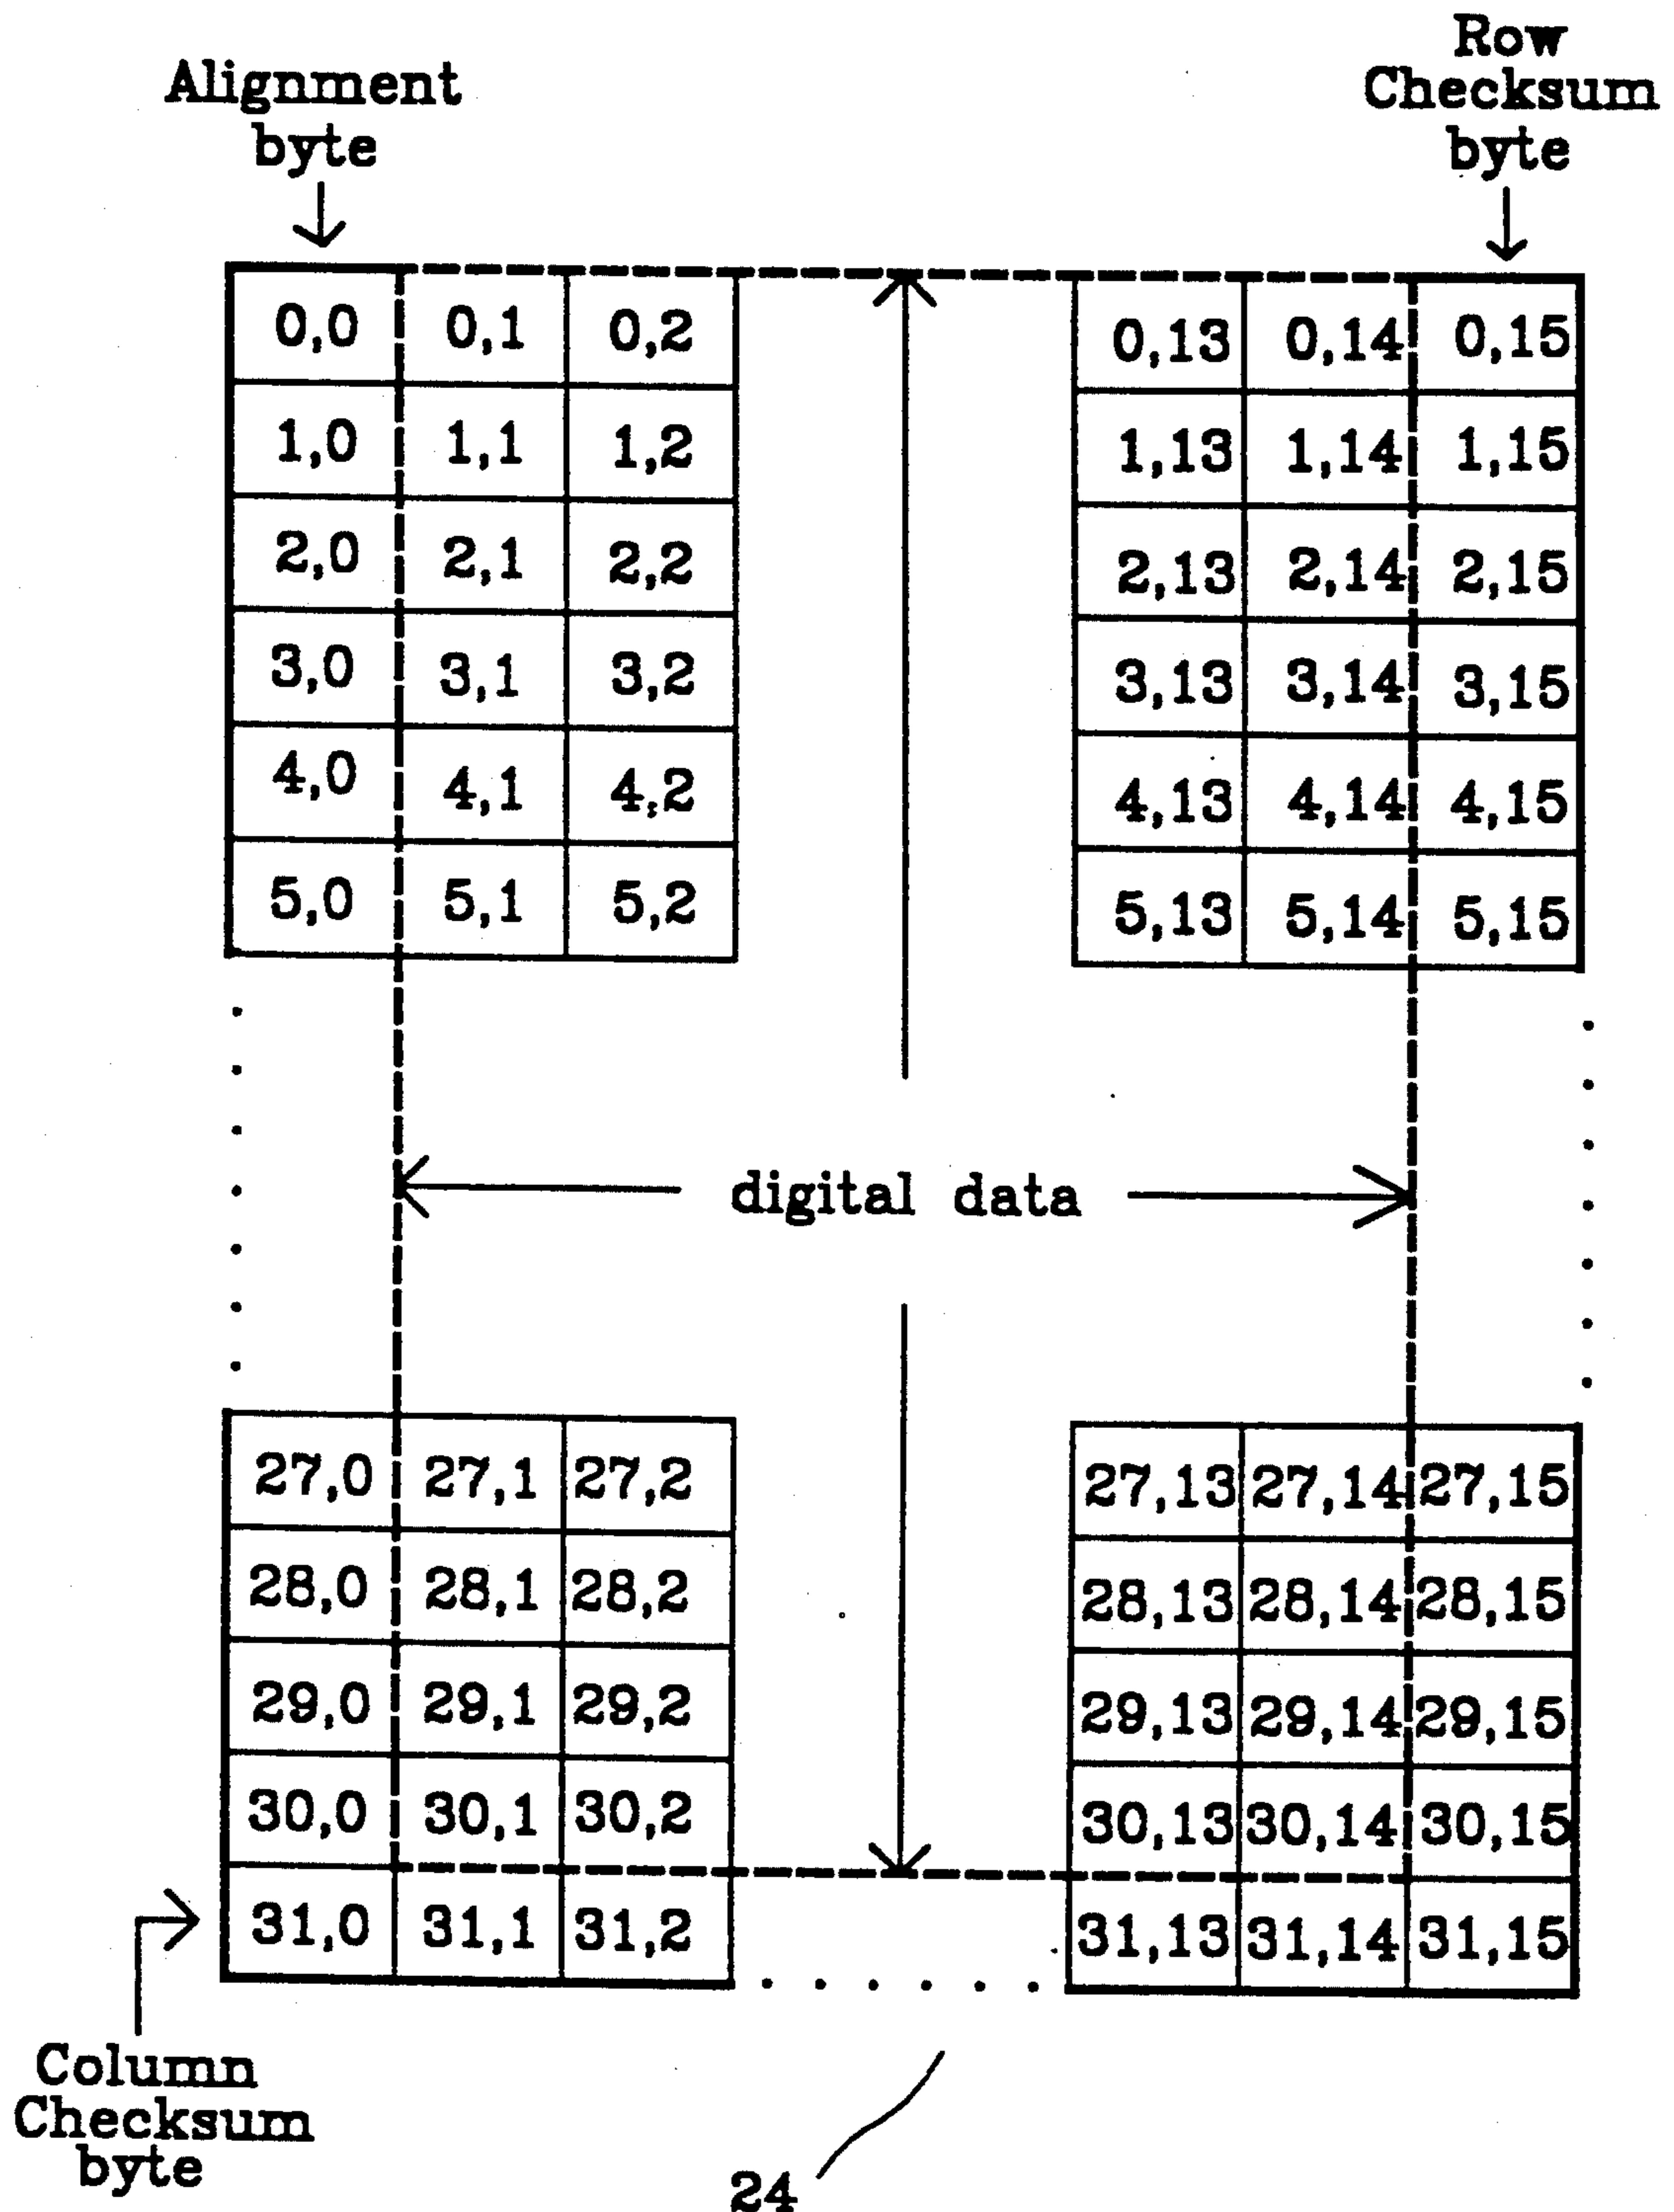 Alignment
byte
Row
Checksum
byte
0,0 0,1 0,2 0,13 0,14 0,15
1,0 1,1 1,2 1,13 1,14 1,15
2,0 2,1 2,2 2,13 2,14 2,15
3,0 3,1 3,2 3,13 3,14 3,15
4,0 4,1 4,2 4,13 4,14 4,15
5,0 5,1 5,2 5,13 5,14 5,15
digital data
27,0 27,1 27,2 27,13 27,14 27,15
28,0 28,1 28,2 28,13 28,14 28,15
29,0 29,1 29,2 29,13 29,14 29,15
30,0 30,1 30,2 30,13 30,14 30,15
31,0 31,1 31,2 31,13 31,14 31,15
Column
Checksum
byte
24